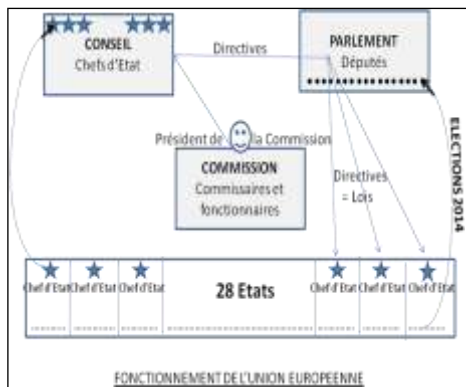 CONSEIL
Chefs d'Etat
Directives
PARLEMENT
Députés
Président de la Commission
COMMISSION
Commissaires et
fonctionnaires
Directives
= Lois
ELECTIONS 2014
Chef d'Etat Chef d'Etat Chef d'Etat 28 Etats Chef d'Etat Chef d'Etat Chef d'Etat
FONCTIONNEMENT DE L'UNION EUROPEENNE